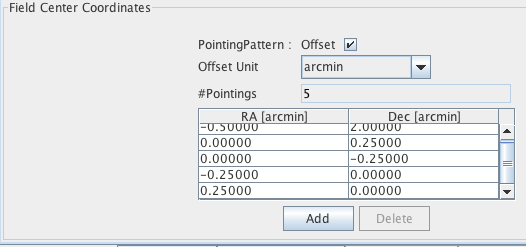 Field Center Coordinates
PointingPattern : Offset
Offset Unit arcmin
#Pointings 5
RA [arcmin] Dec [arcmin]
-0.50000 2.00000
0.00000 0.25000
0.00000 -0.25000
-0.25000 0.00000
0.25000 0.00000
Add Delete